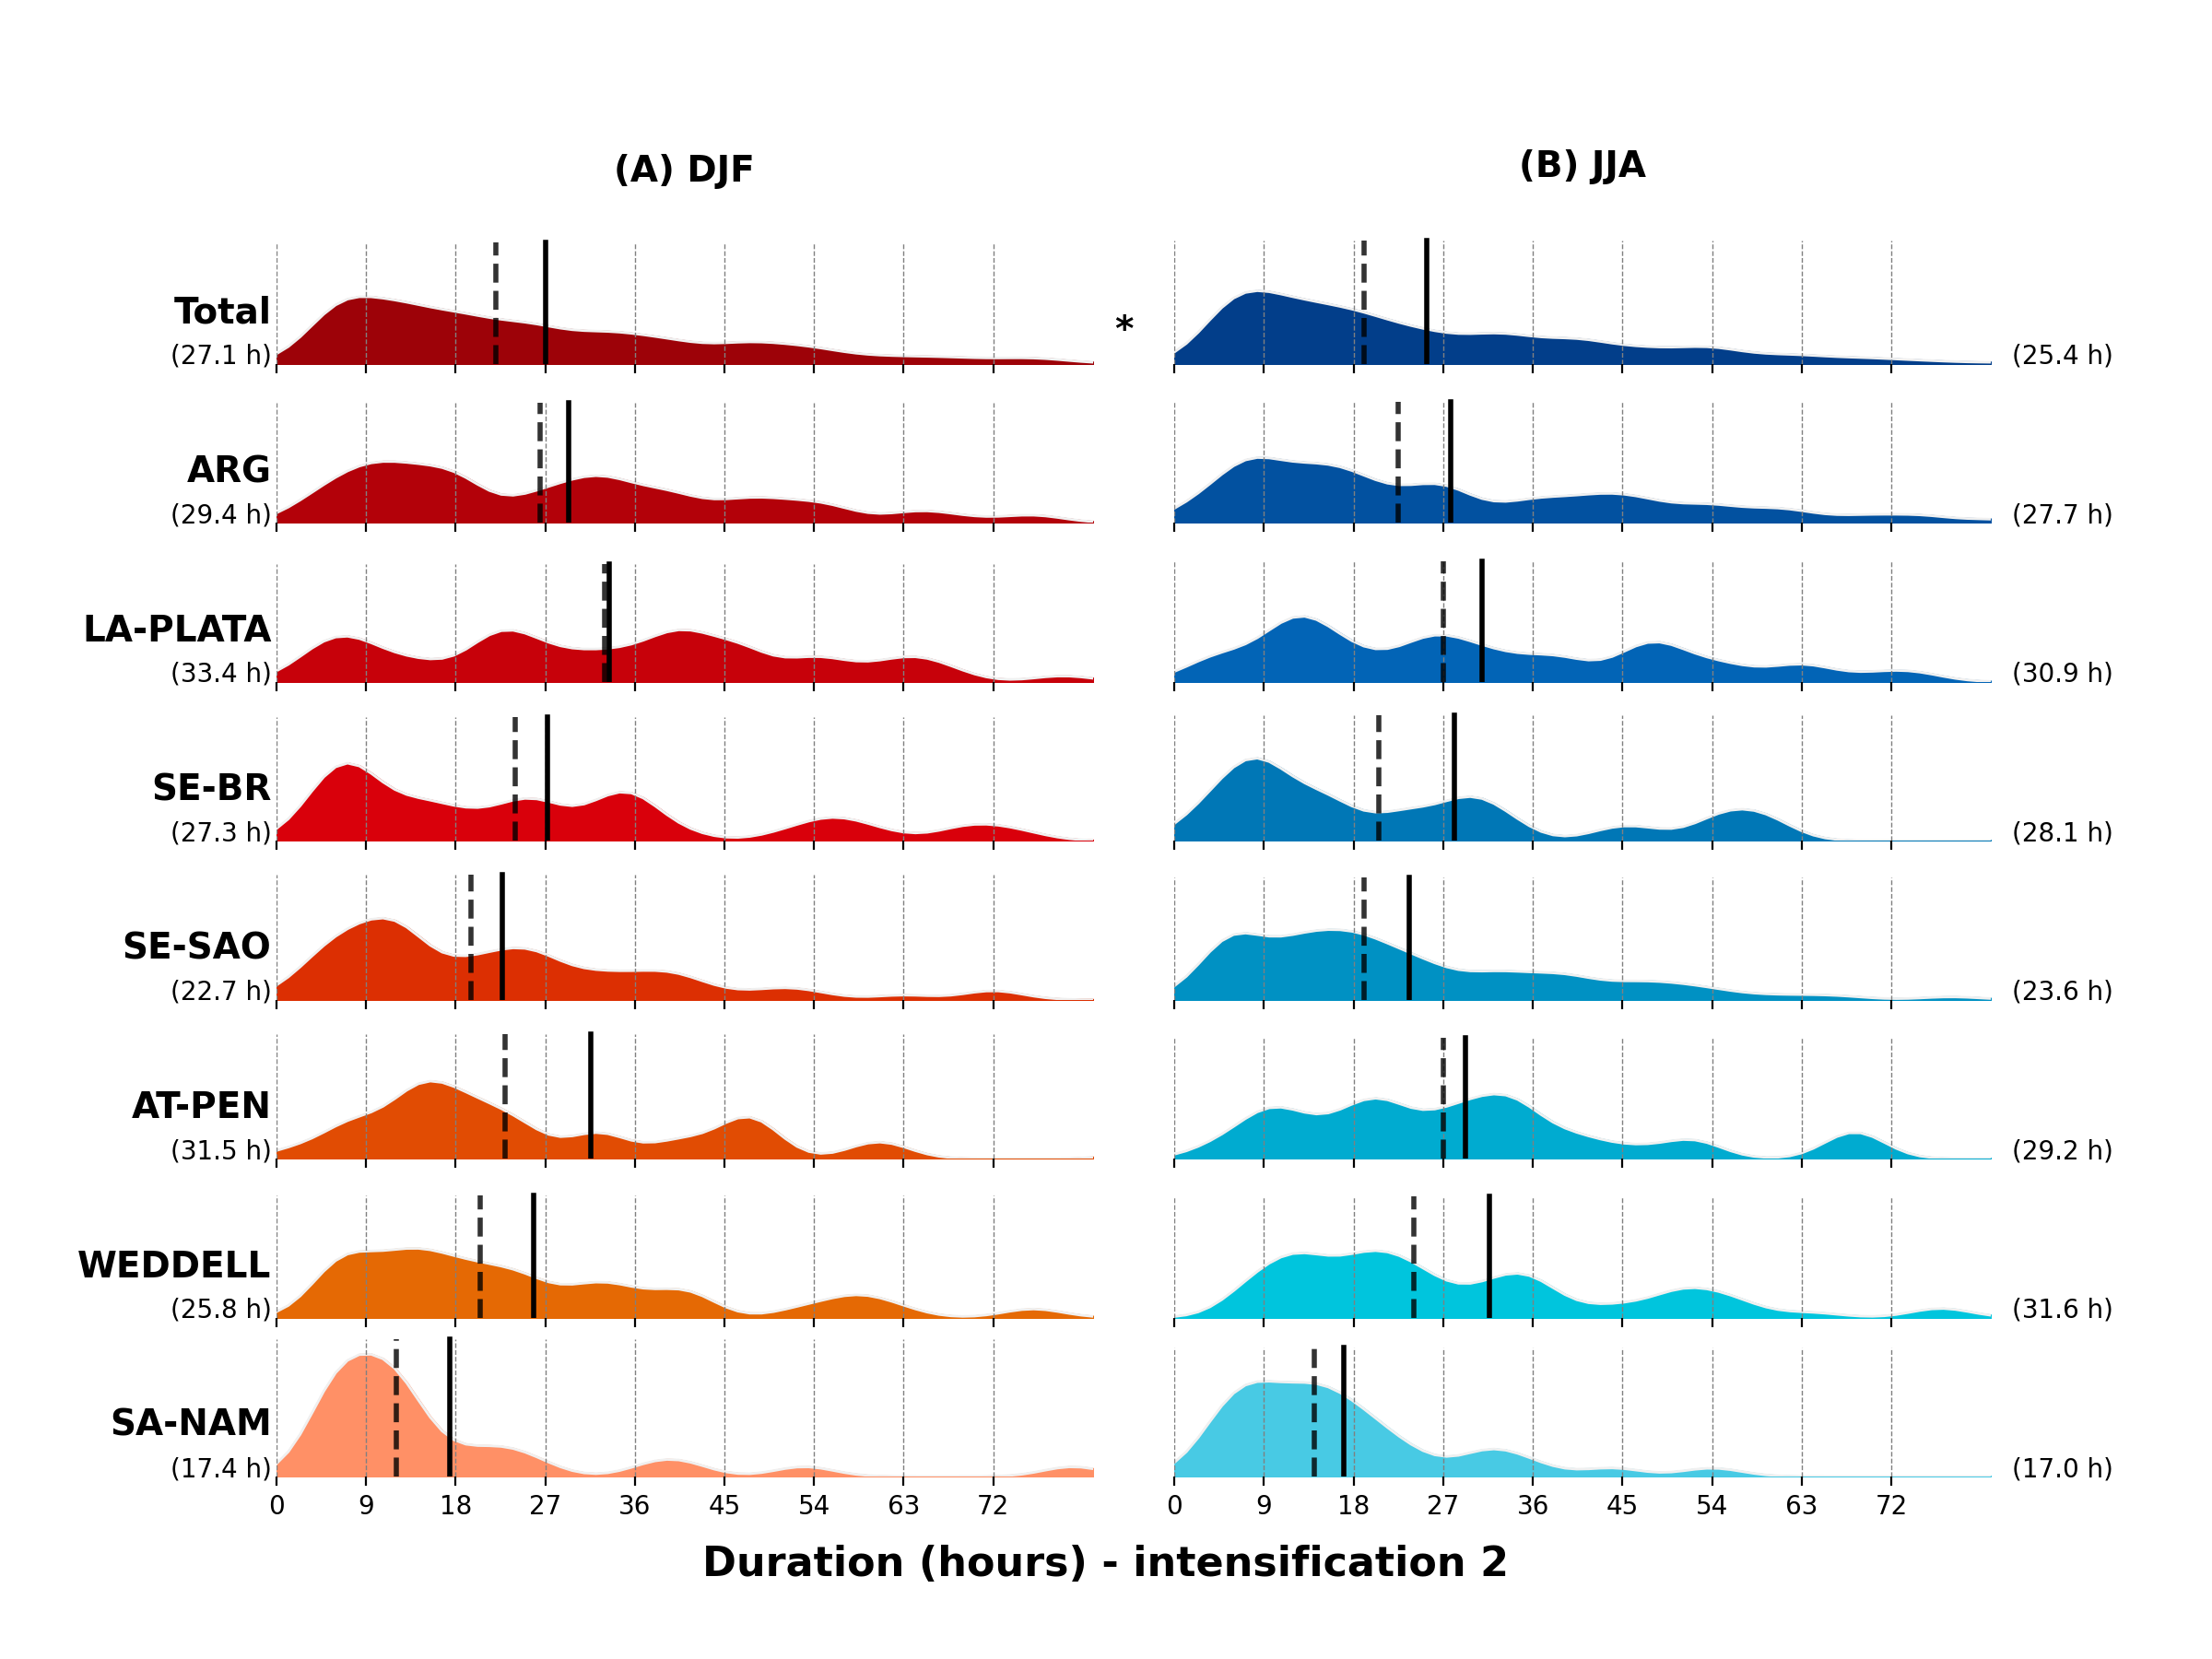 (A) DJF
(B) JJA
Total
(27.1 h)
*
(25.4 h)
ARG
(29.4 h)
(27.7 h)
LA-PLATA
(33.4 h)
(30.9 h)
SE-BR
(27.3 h)
(28.1 h)
SE-SAO
(22.7 h)
(23.6 h)
AT-PEN
(31.5 h)
(29.2 h)
WEDDELL
(25.8 h)
(31.6 h)
SA-NAM
(17.4 h)
(17.0 h)
0 9 18 27 36 45 54 63 72
0 9 18 27 36 45 54 63 72
Duration (hours) - intensification 2